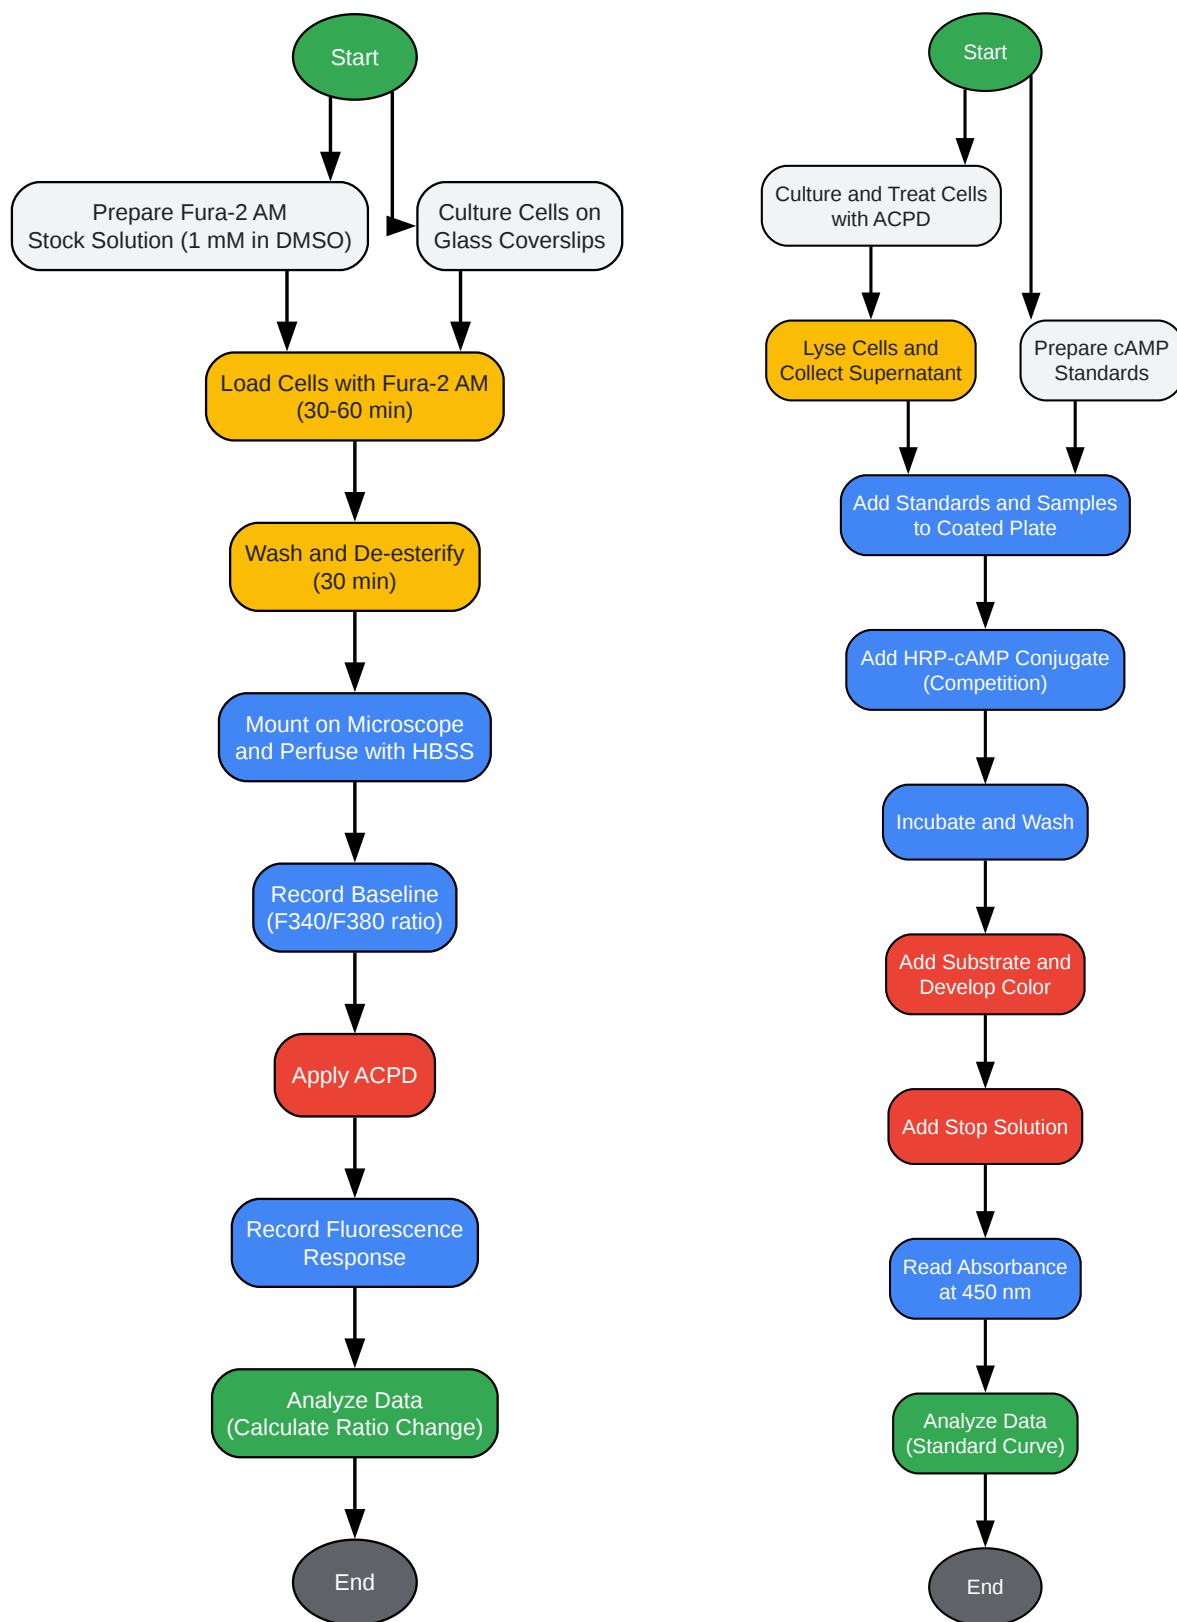 Start
Prepare Fura-2 AM
Stock Solution (1 mM in DMSO)
Culture Cells on
Glass Coverslips
Load Cells with Fura-2 AM
(30-60 min)
Wash and De-esterify
(30 min)
Mount on Microscope
and Perfuse with HBSS
Record Baseline
(F340/F380 ratio)
Apply ACPD
Record Fluorescence
Response
Analyze Data
(Calculate Ratio Change)
End
Start
Culture and Treat Cells
with ACPD
Lyse Cells and
Collect Supernatant
Prepare cAMP
Standards
Add Standards and Samples
to Coated Plate
Add HRP-cAMP Conjugate
(Competition)
Incubate and Wash
Add Substrate and
Develop Color
Add Stop Solution
Read Absorbance
at 450 nm
Analyze Data
(Standard Curve)
End